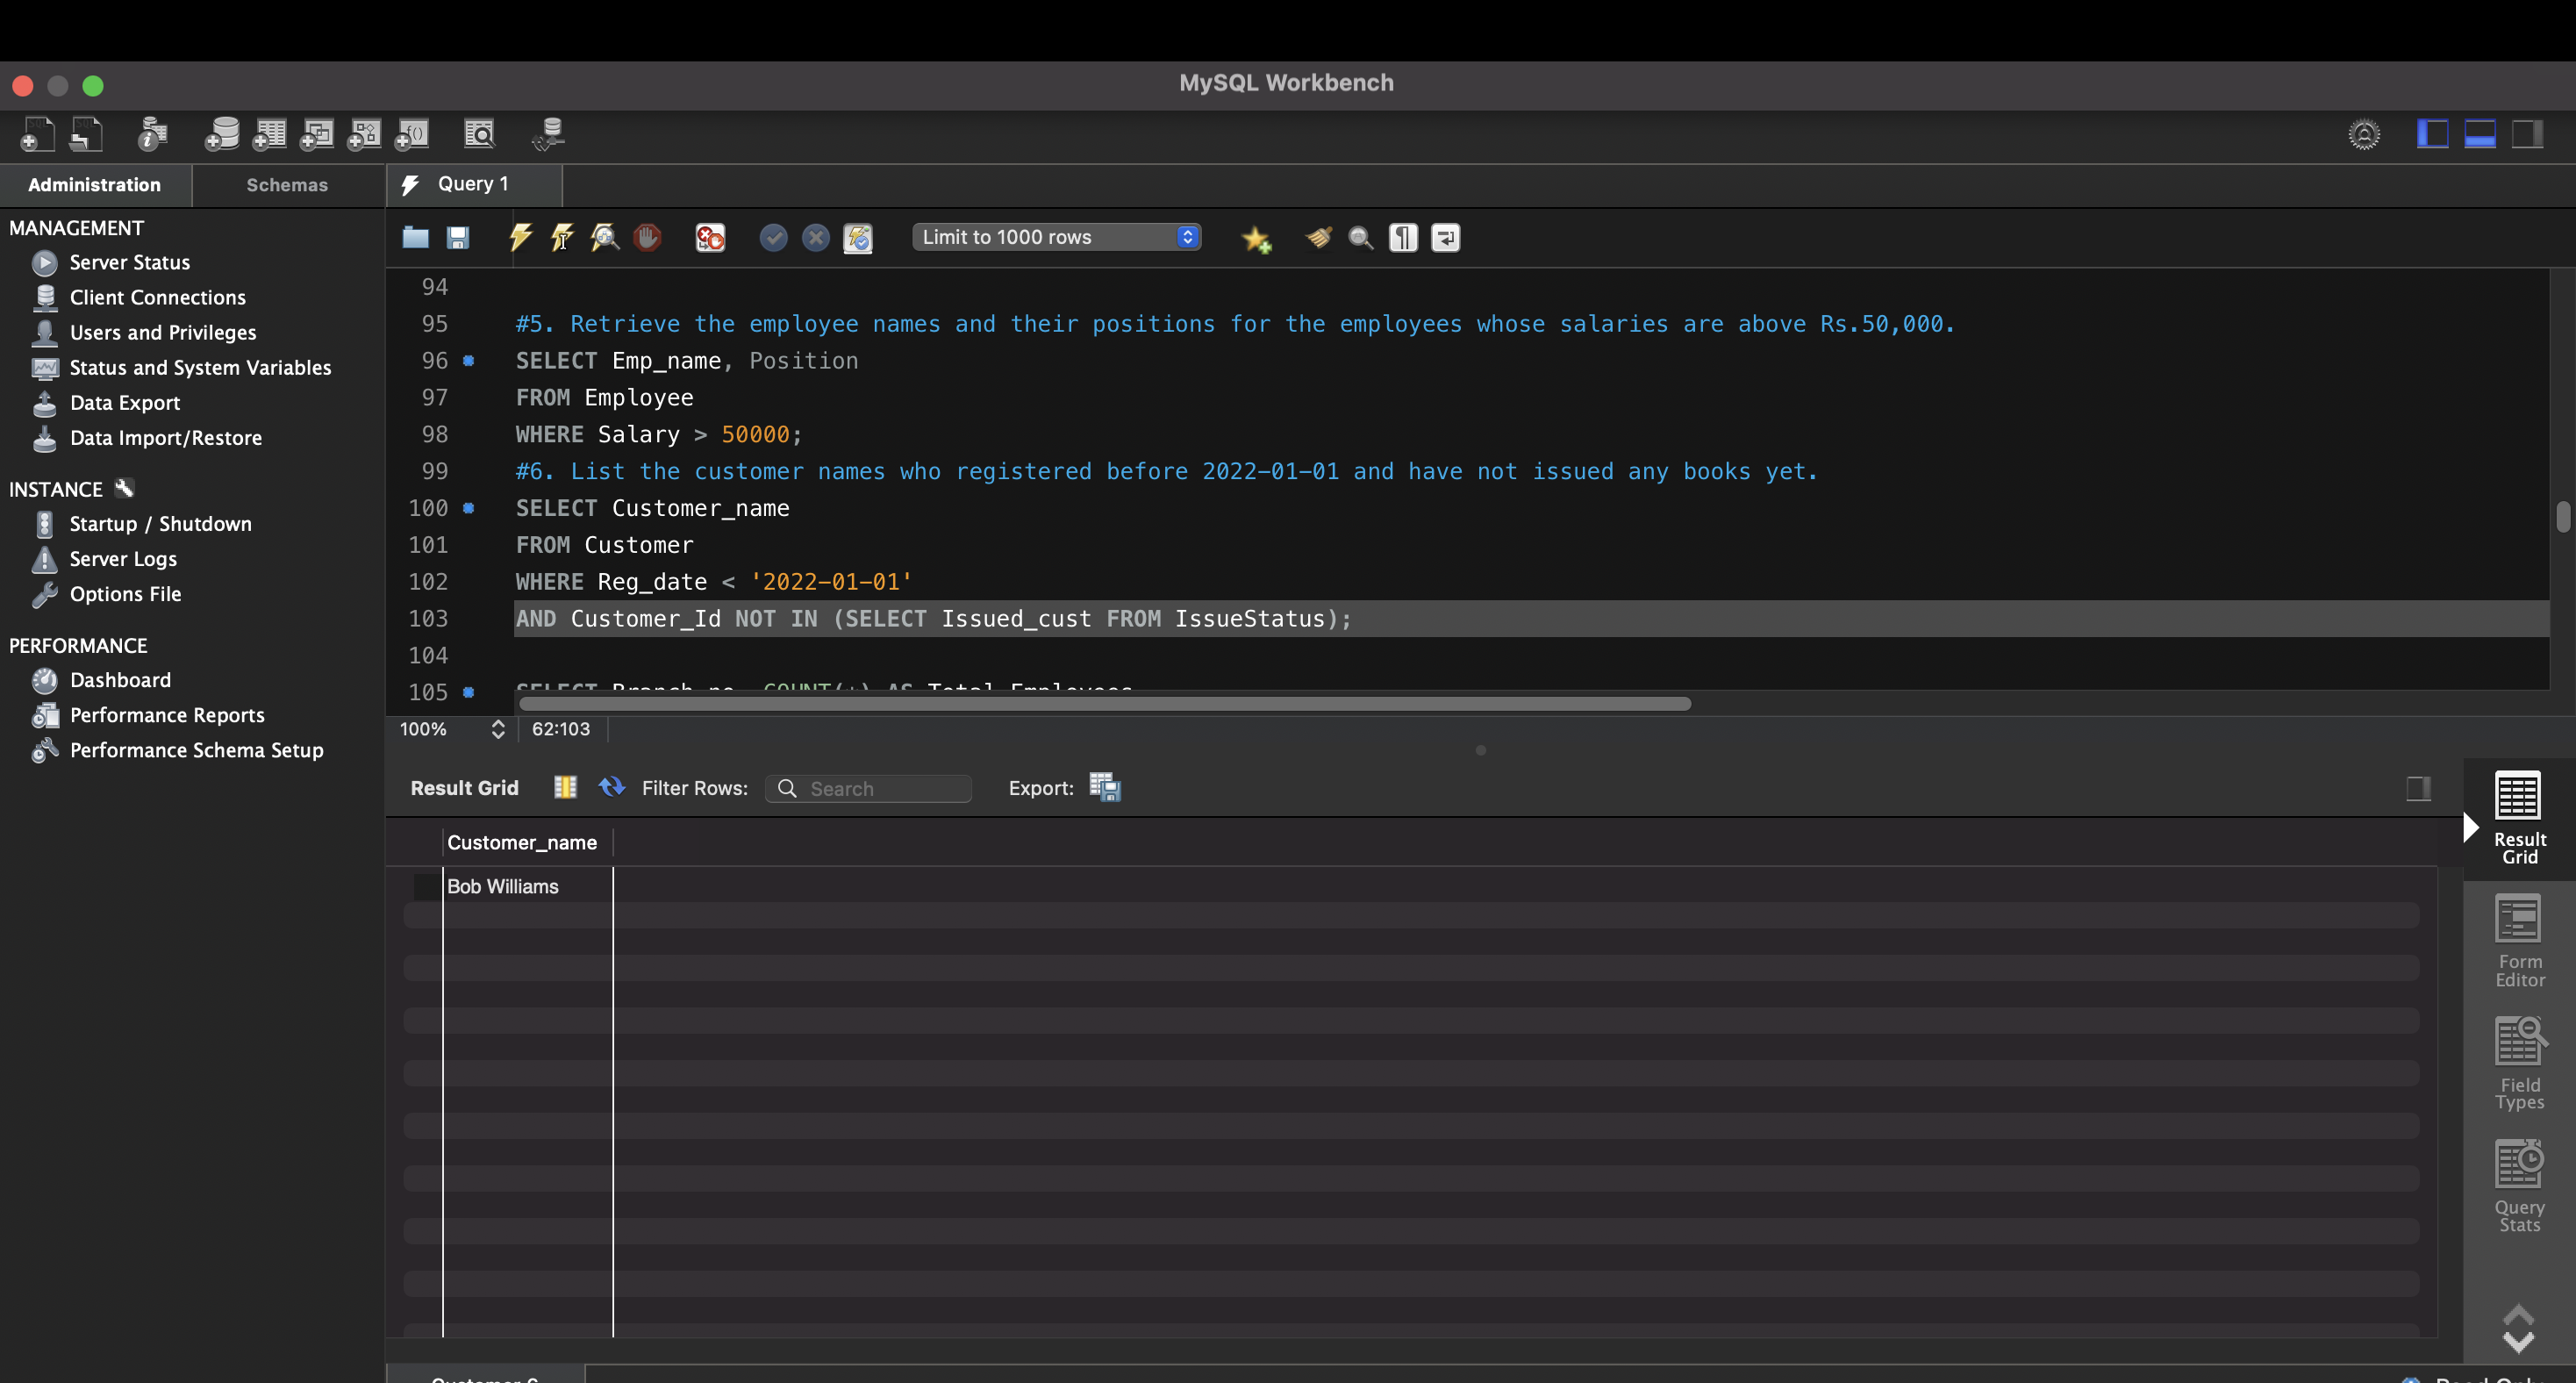 MySQL Workbench
Administration
Schemas
Query 1
MANAGEMENT
Server Status
Client Connections
Users and Privileges
Status and System Variables
Data Export
Data Import/Restore
INSTANCE
Startup / Shutdown
Server Logs
Options File
PERFORMANCE
Dashboard
Performance Reports
Performance Schema Setup
Limit to 1000 rows
94
95 #5. Retrieve the employee names and their positions for the employees whose salaries are above Rs.50,000.
96 SELECT Emp_name, Position
97 FROM Employee
98 WHERE Salary > 50000;
99 #6. List the customer names who registered before 2022-01-01 and have not issued any books yet.
100 SELECT Customer_name
101 FROM Customer
102 WHERE Reg_date < '2022-01-01'
103 AND Customer_Id NOT IN (SELECT Issued_cust FROM IssueStatus);
104
105 SELECT Branch_no, COUNT(*) AS Total_Employees
100% 62:103
Result Grid Filter Rows: Search Export:
Customer_name
Bob Williams
Result
Grid
Form
Editor
Field
Types
Query
Stats
Read Only